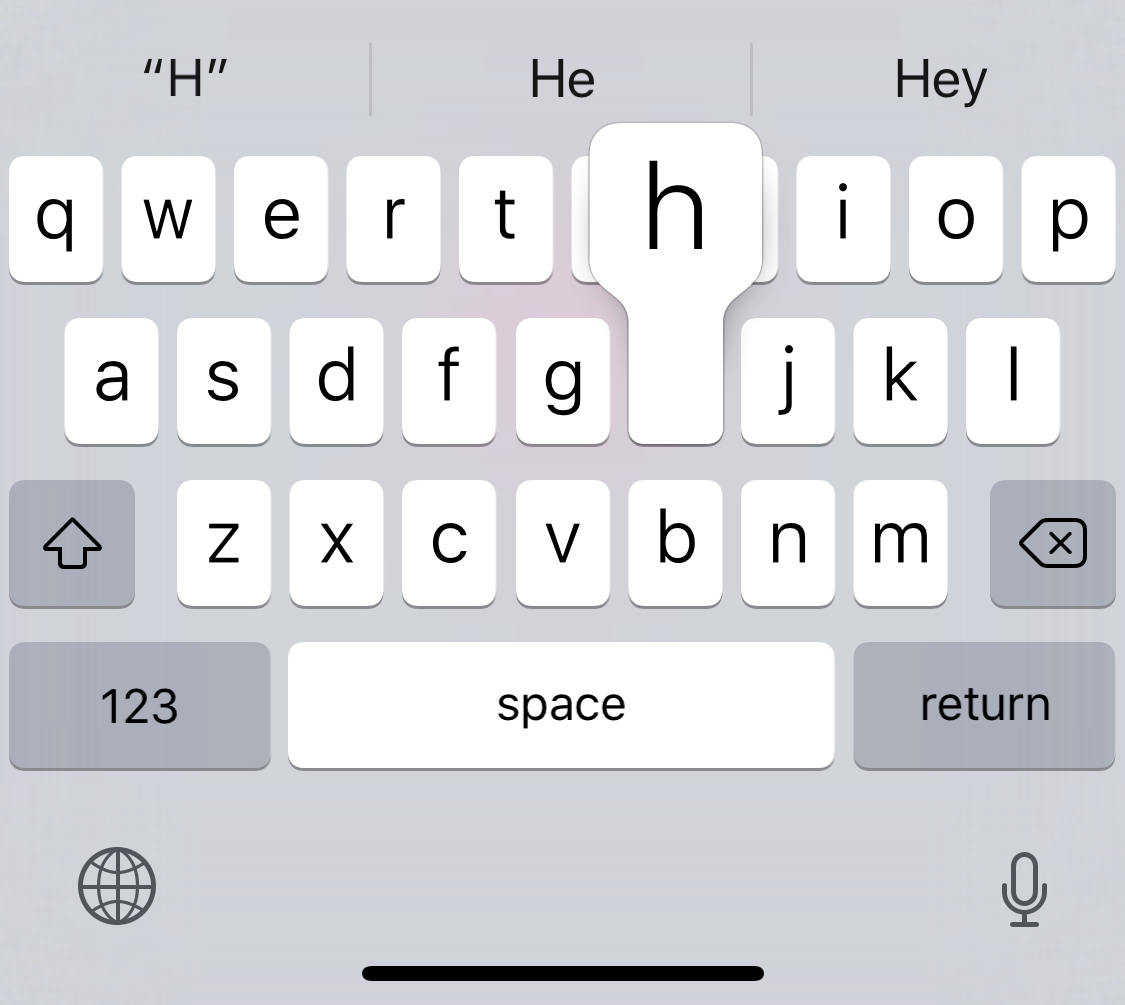 “H” He Hey
q w e r t h i o p
a s d f g j k l
z x c v b n m
123 space return